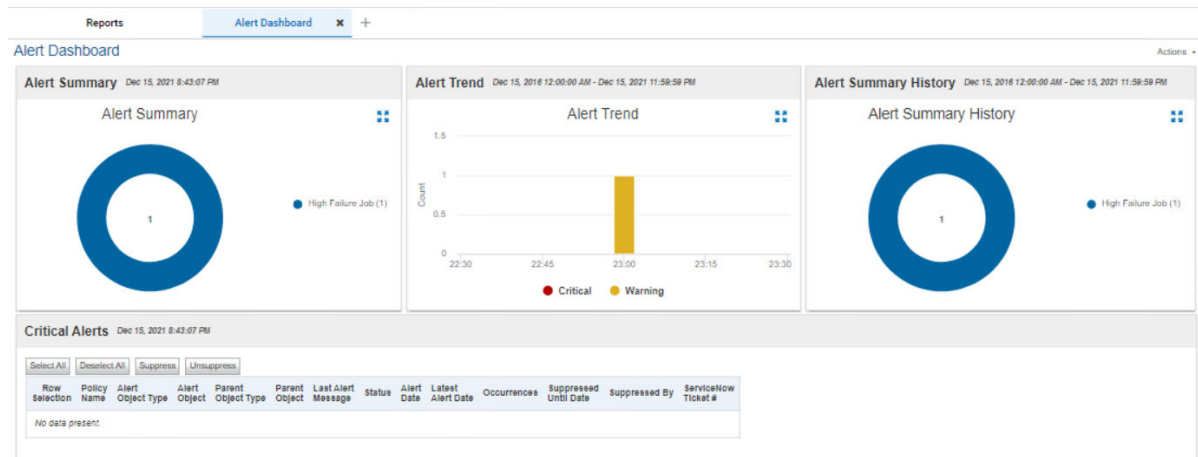 Reports
Alert Dashboard × +
Alert Dashboard
Actions
Alert Summary Dec 15, 2021 8:43:07 PM
Alert Summary
1
High Failure Job (1)
Alert Trend Dec 15, 2016 12:00:00 AM - Dec 15, 2021 11:59:59 PM
Alert Trend
1.5
1
0.5
0
Count
22:30 22:45 23:00 23:15 23:30
Critical Warning
Alert Summary History Dec 15, 2016 12:00:00 AM - Dec 15, 2021 11:59:59 PM
Alert Summary History
1
High Failure Job (1)
Critical Alerts Dec 15, 2021 8:43:07 PM
Select All Deselect All Suppress Unsuppress
Row Selection Policy Name Alert Object Type Alert Object Parent Object Type Parent Object Last Alert Message Status Alert Date Latest Alert Date Occurrences Suppressed Until Date Suppressed By ServiceNow Ticket #
No data present.